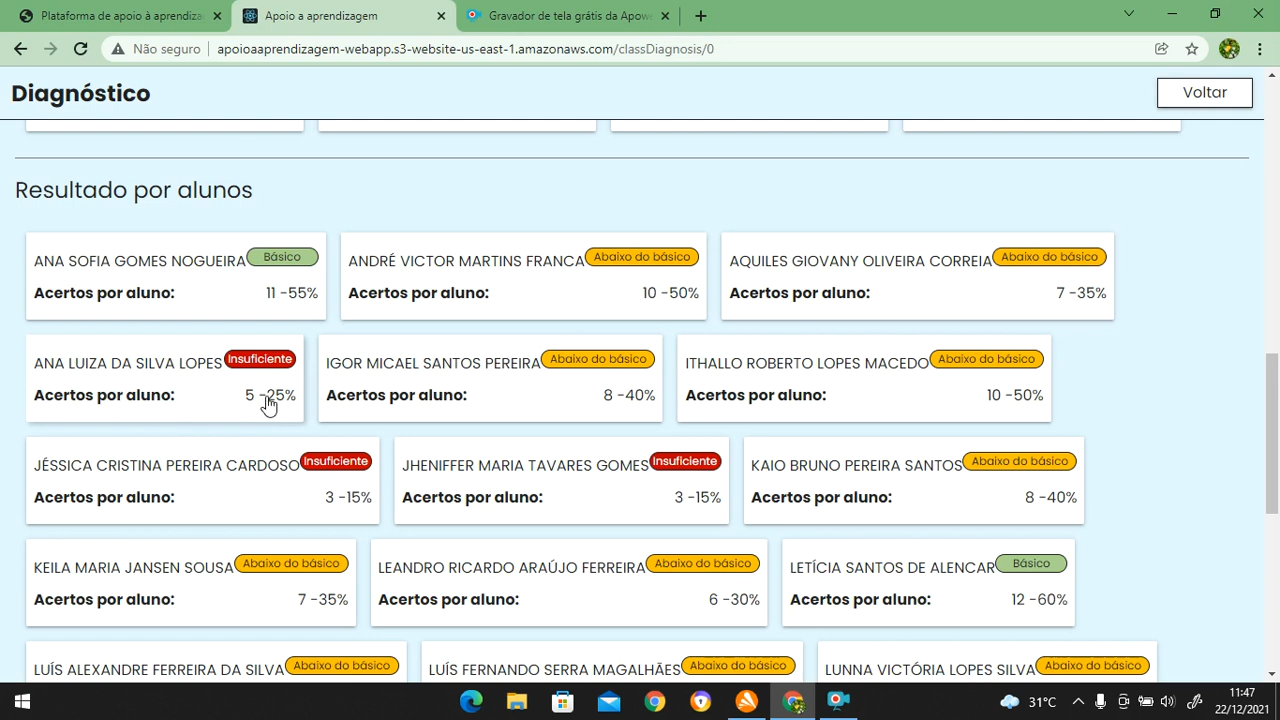 Plataforma de apoio à aprendiza
Apoio a aprendizagem
Gravador de tela grátis da Apow
Não seguro
apoioaaprendizagem-webapp.s3-website-us-east-1.amazonaws.com/classDiagnosis/0
Diagnóstico
Voltar
Resultado por alunos
ANA SOFIA GOMES NOGUEIRA Básico
Acertos por aluno: 11 -55%
ANDRÉ VICTOR MARTINS FRANCA Abaixo do básico
Acertos por aluno: 10 -50%
AQUILES GIOVANY OLIVEIRA CORREIA Abaixo do básico
Acertos por aluno: 7 -35%
ANA LUIZA DA SILVA LOPES Insuficiente
Acertos por aluno: 5 -25%
IGOR MICAEL SANTOS PEREIRA Abaixo do básico
Acertos por aluno: 8 -40%
ITHALLO ROBERTO LOPES MACEDO Abaixo do básico
Acertos por aluno: 10 -50%
JÉSSICA CRISTINA PEREIRA CARDOSO Insuficiente
Acertos por aluno: 3 -15%
JHENIFFER MARIA TAVARES GOMES Insuficiente
Acertos por aluno: 3 -15%
KAIO BRUNO PEREIRA SANTOS Abaixo do básico
Acertos por aluno: 8 -40%
KEILA MARIA JANSEN SOUSA Abaixo do básico
Acertos por aluno: 7 -35%
LEANDRO RICARDO ARAÚJO FERREIRA Abaixo do básico
Acertos por aluno: 6 -30%
LETÍCIA SANTOS DE ALENCAR Básico
Acertos por aluno: 12 -60%
LUÍS ALEXANDRE FERREIRA DA SILVA Abaixo do básico
LUÍS FERNANDO SERRA MAGALHÃES Abaixo do básico
LUNNA VICTÓRIA LOPES SILVA Abaixo do básico
31°C
11:47
22/12/2021